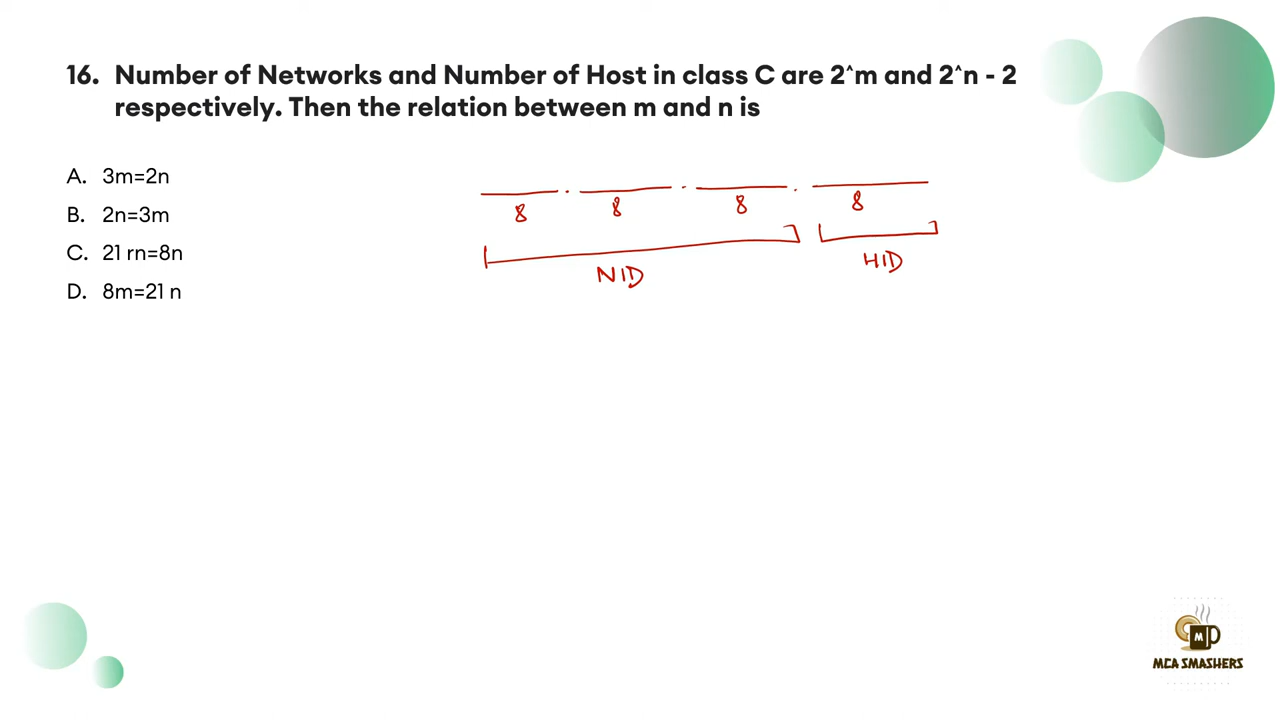 16. Number of Networks and Number of Host in class C are 2^m and 2^n - 2
respectively. Then the relation between m and n is
A. 3m=2n
B. 2n=3m
C. 21 rn=8n
D. 8m=21 n
8 8 8 8
NID HID
M
MCA SMASHERS